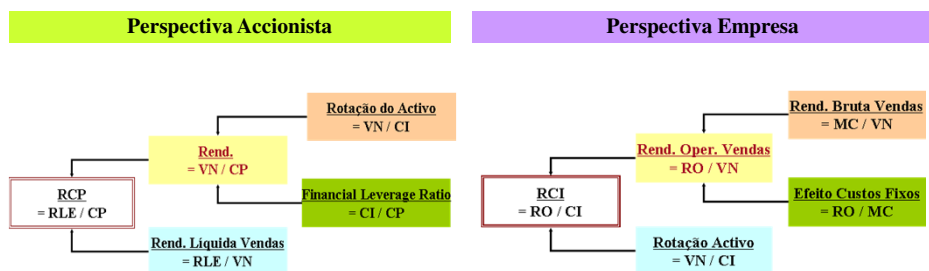 Perspectiva Accionista
Perspectiva Empresa
Rotação do Activo
= VN / CI
Rend.
= VN / CP
RCP
= RLE / CP
Financial Leverage Ratio
= CI / CP
Rend. Líquida Vendas
= RLE / VN
Rend. Bruta Vendas
= MC / VN
Rend. Oper. Vendas
= RO / VN
RCI
= RO / CI
Efeito Custos Fixos
= RO / MC
Rotação Activo
= VN / CI